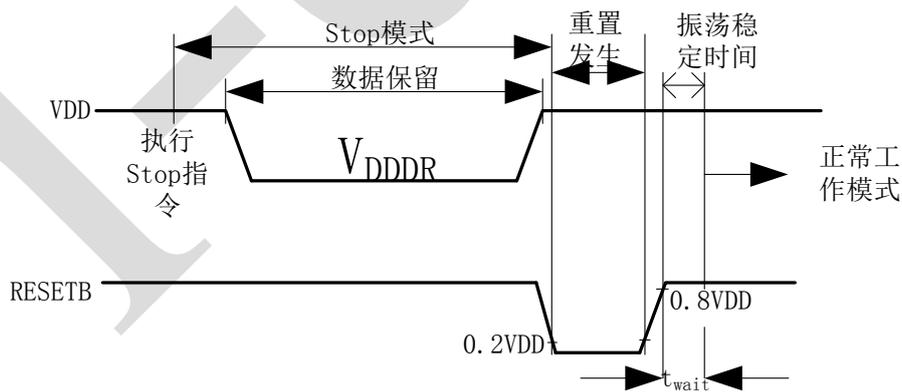 Stop模式
重置
发生
振荡稳
定时间
数据保留
VDD
执行
Stop指
令
VDDDR
正常工
作模式
RESETB
0.8VDD
0.2VDD
twait